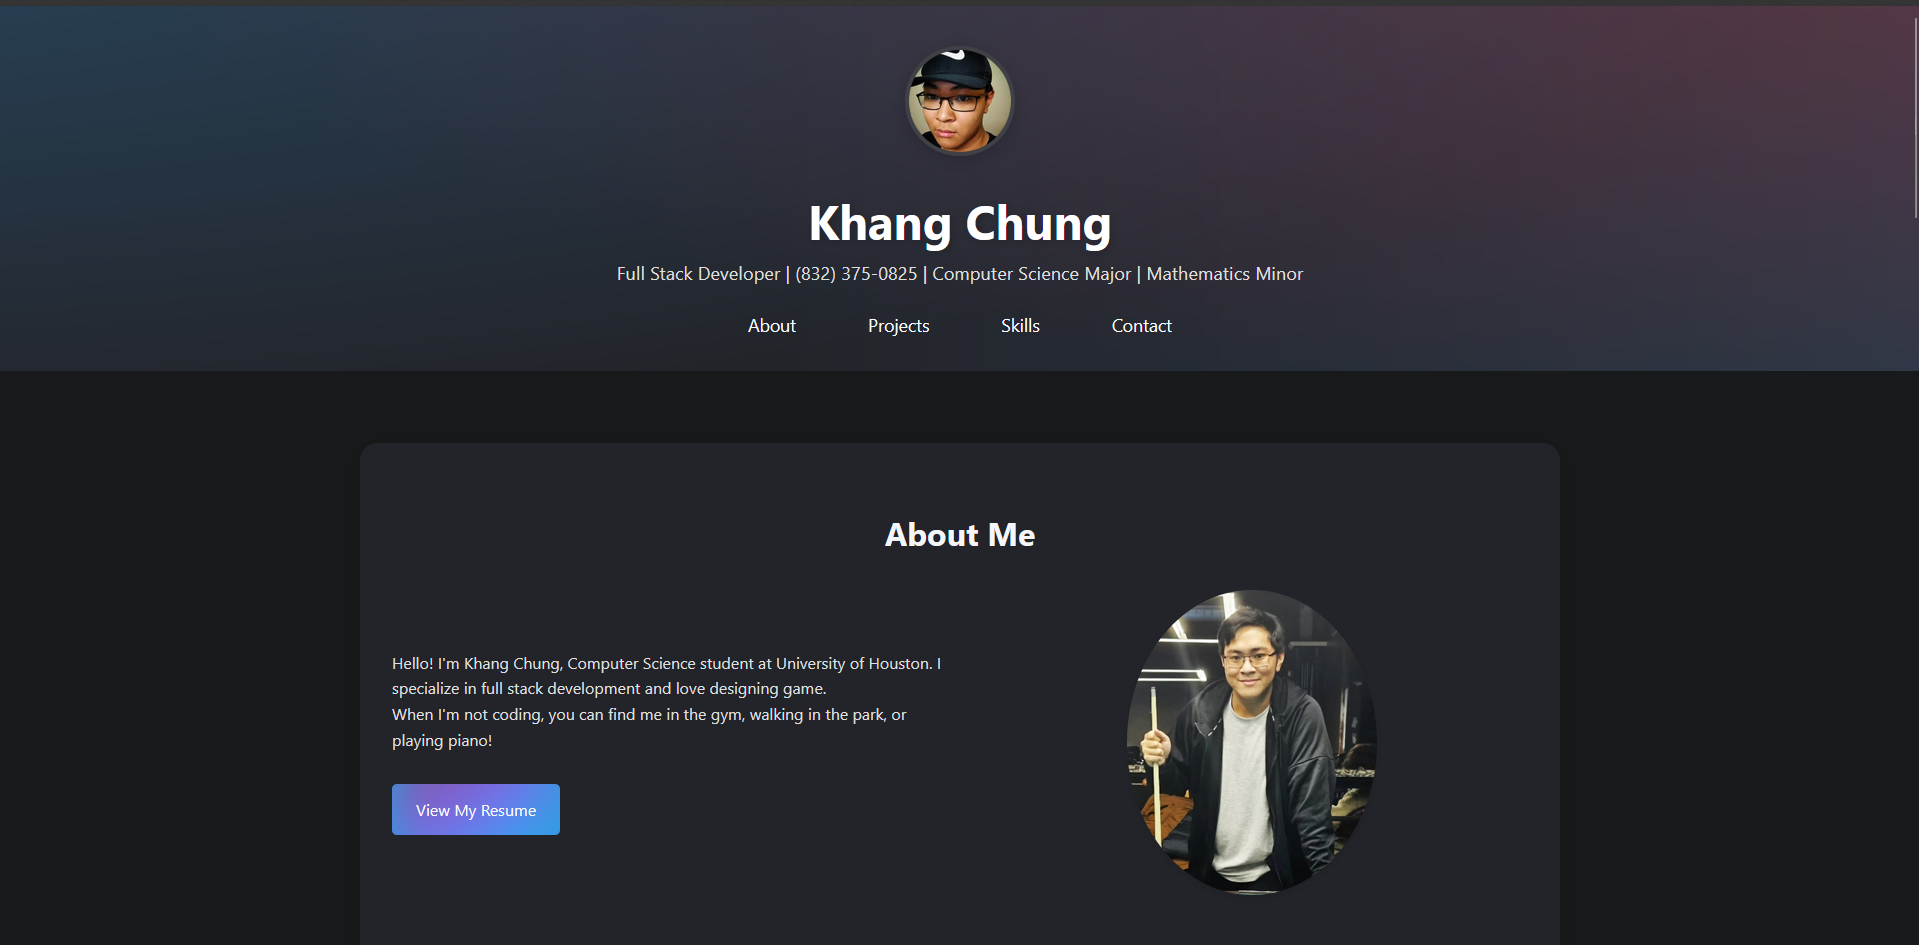 Khang Chung
Full Stack Developer | (832) 375-0825 | Computer Science Major | Mathematics Minor
About Projects Skills Contact
About Me
Hello! I'm Khang Chung, Computer Science student at University of Houston. I
specialize in full stack development and love designing game.
When I'm not coding, you can find me in the gym, walking in the park, or
playing piano!
View My Resume